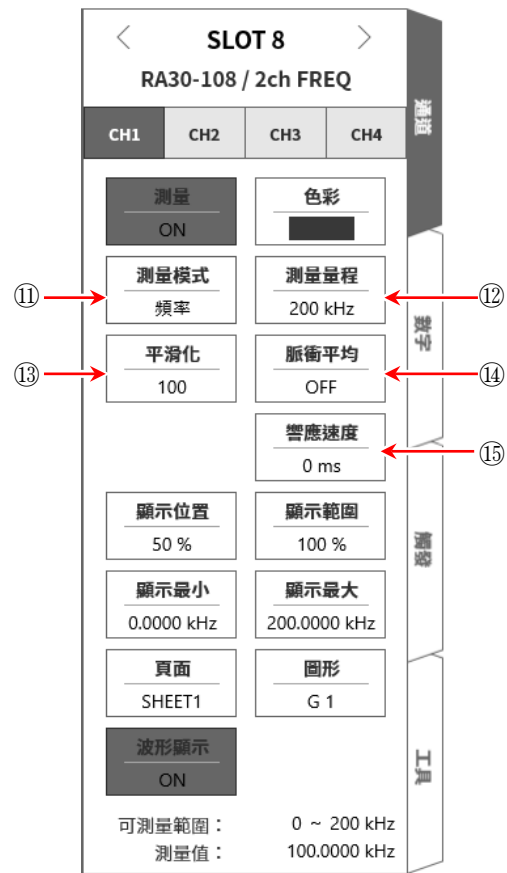 SLOT 8
RA30-108 / 2ch FREQ
CH1 CH2 CH3 CH4
通道
測量 色彩
ON
⑪ 測量模式 測量量程 ⑫
頻率 200 kHz
數字
⑬ 平滑化 脈衝平均 ⑭
100 OFF
響應速度 ⑮
0 ms
顯示位置 顯示範圍
50 % 100 %
觸發
顯示最小 顯示最大
0.0000 kHz 200.0000 kHz
頁面 圖形
SHEET1 G 1
波形顯示
ON
工具
可測量範圍： 0 ~ 200 kHz
測量值： 100.0000 kHz